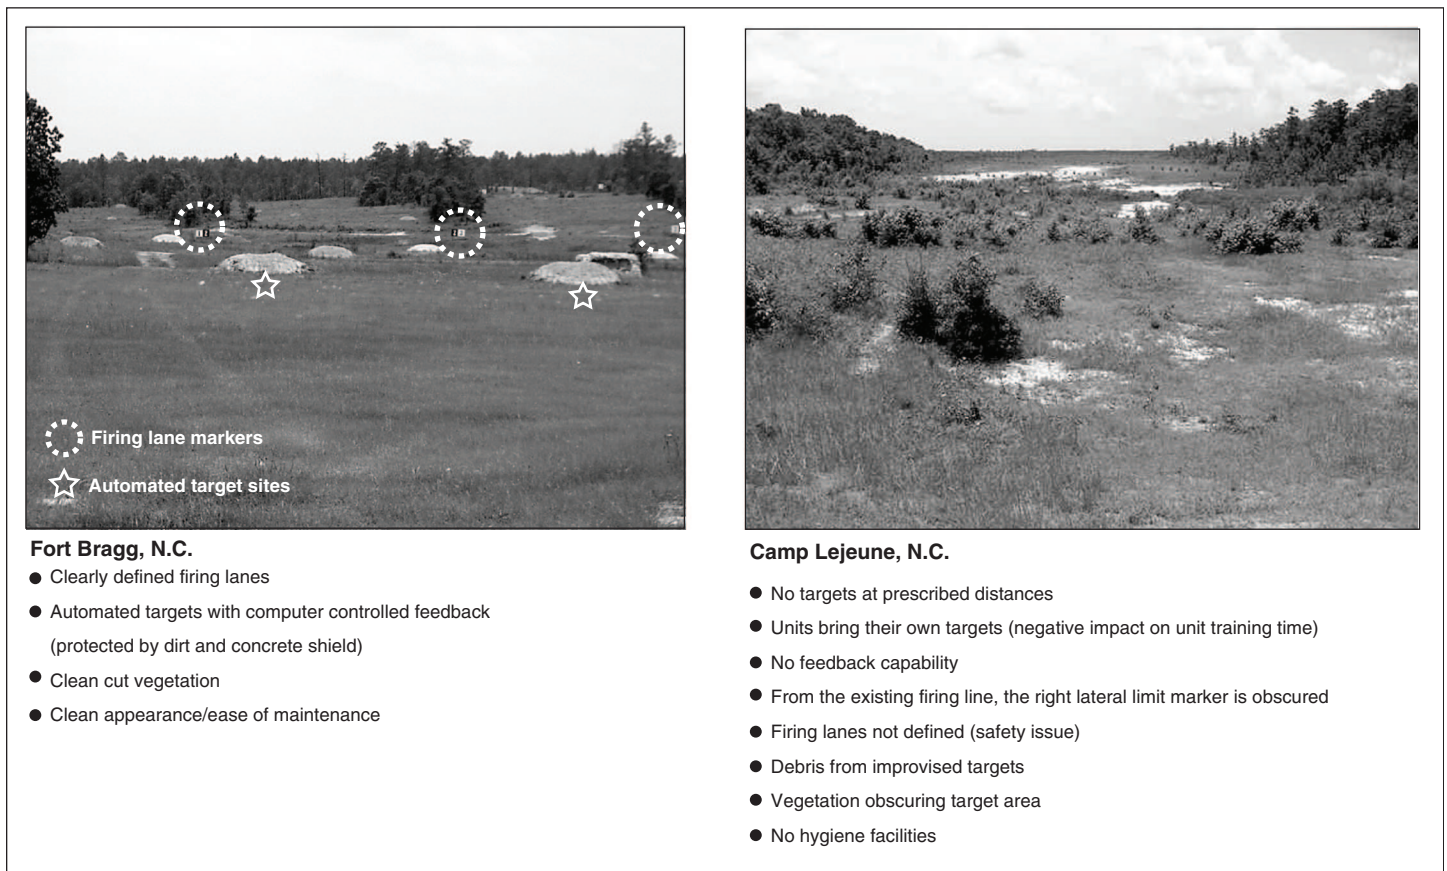 Firing lane markers
Automated target sites
Fort Bragg, N.C.
● Clearly defined firing lanes
● Automated targets with computer controlled feedback
(protected by dirt and concrete shield)
● Clean cut vegetation
● Clean appearance/ease of maintenance
Camp Lejeune, N.C.
● No targets at prescribed distances
● Units bring their own targets (negative impact on unit training time)
● No feedback capability
● From the existing firing line, the right lateral limit marker is obscured
● Firing lanes not defined (safety issue)
● Debris from improvised targets
● Vegetation obscuring target area
● No hygiene facilities